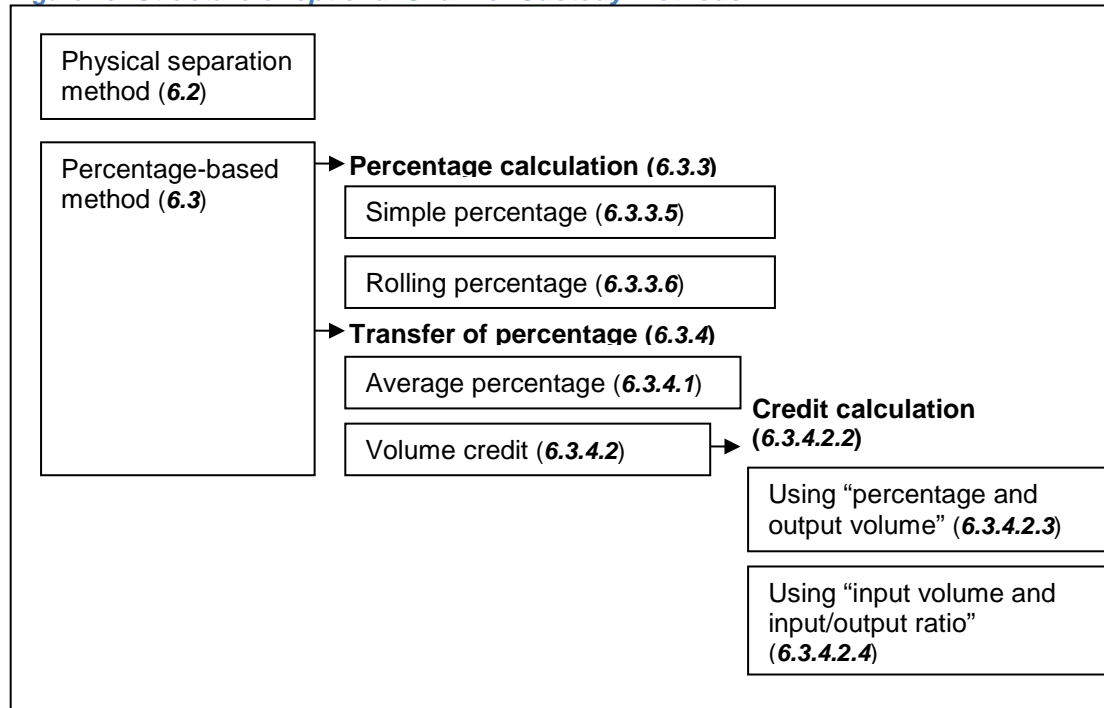 Physical separation
method (6.2)
Percentage-based
method (6.3)
Percentage calculation (6.3.3)
Simple percentage (6.3.3.5)
Rolling percentage (6.3.3.6)
Transfer of percentage (6.3.4)
Average percentage (6.3.4.1)
Volume credit (6.3.4.2)
Credit calculation
(6.3.4.2.2)
Using “percentage and
output volume” (6.3.4.2.3)
Using “input volume and
input/output ratio”
(6.3.4.2.4)